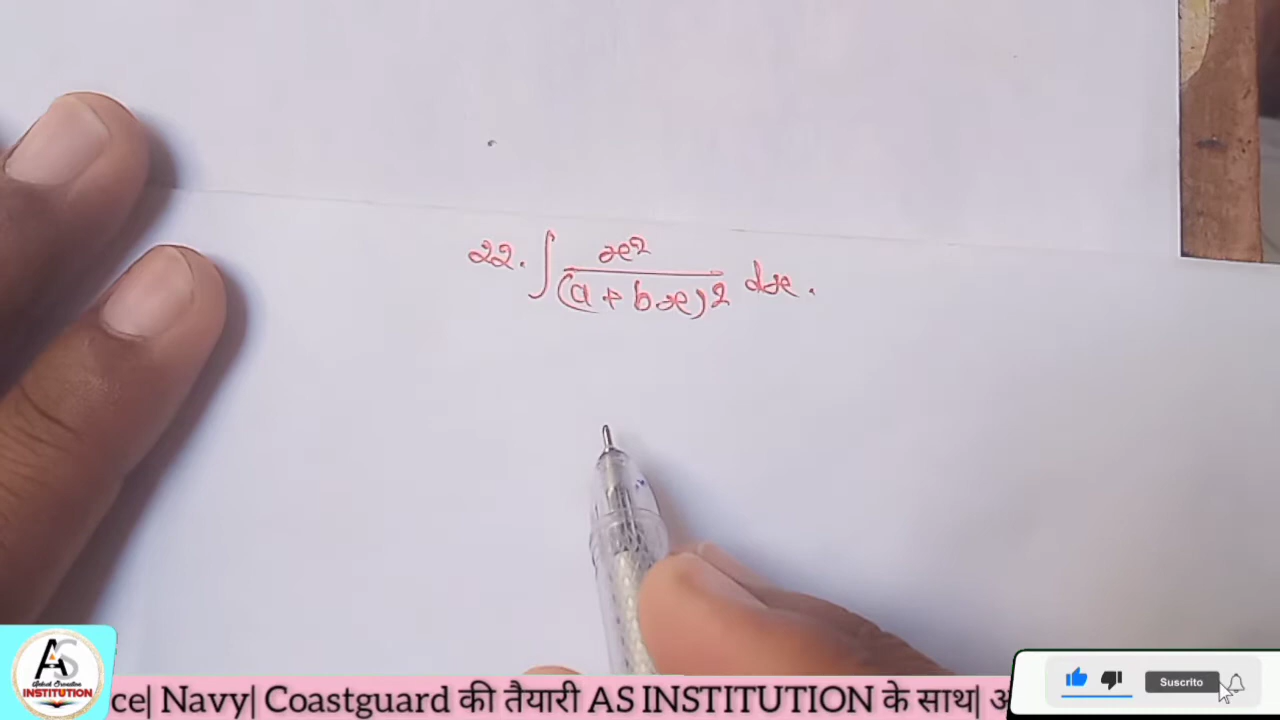 22. ∫ x² / (a + bx)² dx.
AS
INSTITUTION
ce| Navy| Coastguard की तैयारी AS INSTITUTION के साथ|
Suscrito